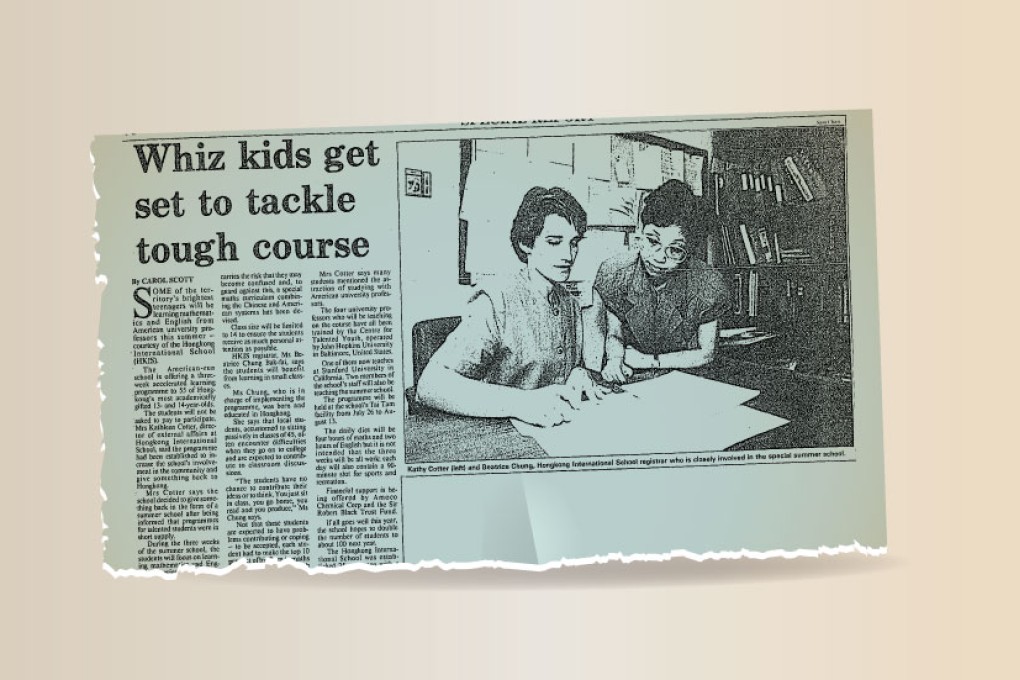 SPECIAL REPORT
Whiz kids get
set to tackle
tough course
By CAROL SCOTT
SOME of the ter-
ritory's brightest
teenagers will be
learning mathemat-
ics and English from
American university pro-
fessors this summer –
courtesy of the Hongkong
International School
(HKIS).
The American-run
school is offering a three-
week accelerated learning
programme to 55 of Hong-
kong's most academically
gifted 13- and 14-year-olds.
The students will not be
asked to pay to participate.
Mrs Kathleen Cotter, direc-
tor of external affairs at
Hongkong International
School, said the programme
had been established to in-
crease the school's involve-
ment in the community and
give something back to
Hongkong.
Mrs Cotter says the
school decided to give some-
thing back in the form of a
summer school after being
informed that programmes
for talented students were in
short supply.
During the three weeks
of the summer school, the
students will focus on learn-
ing mathematics and Eng-
carries the risk that they may
become confused and, to
guard against this, a special
maths curriculum combin-
ing the Chinese and Ameri-
can systems has been de-
vised.
Class size will be limited
to 14 to ensure the students
receive as much personal at-
tention as possible.
HKIS registrar, Ms Be-
atrice Chung Suk-fai, says
the students will benefit
from learning in small class-
es.
Ms Chung, who is in
charge of implementing the
programme, was born and
educated in Hongkong.
She says that local stu-
dents, accustomed to sitting
passively in classes of 45, of-
ten encounter difficulties
when they go on to college
and are expected to contrib-
ute to classroom discus-
sions.
"The students have no
chance to contribute their
ideas or to think. You just sit
in class, you go home, you
read and you produce," Ms
Chung says.
Not that these students
are expected to have prob-
lems contributing or coping
– to be accepted, each stu-
dent had to make the top 10
Mrs Cotter says many
students mentioned the at-
traction of studying with
American university profes-
sors.
The four university pro-
fessors who will be teaching
on the course have all been
trained by the Centre for
Talented Youth, operated
by John Hopkins University
in Baltimore, United States.
One of them now teaches
at Stanford University in
California. Two members of
the school's staff will also be
teaching the summer school.
The programme will be
held at the school's Tai Tam
facility from July 26 to Au-
gust 13.
The daily diet will be
four hours of maths and two
hours of English but it is not
intended that the three
weeks will be all work: each
day will also contain a 90-
minute slot for sports and
recreation.
Financial support is be-
ing offered by Amoco
Chemical Corp and the Sir
Robert Black Trust Fund.
If all goes well this year,
the school hopes to double
the number of students to
about 100 next year.
The Hongkong Interna-
tional School was estab-
Kathy Cotter (left) and Beatrice Chung, Hongkong International School registrar who is closely involved in the special summer school.